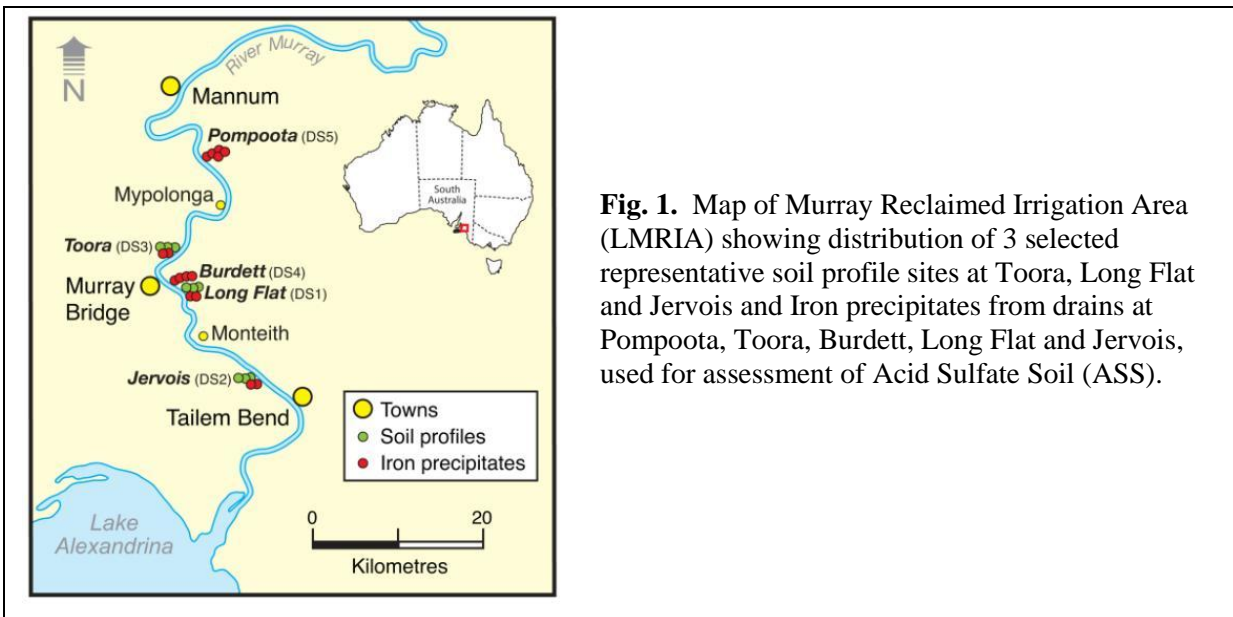 River Murray
N
Mannum
Pompoota (DS5)
Mypolonga
South
Australia
Toora (DS3)
Burdett (DS4)
Murray
Bridge
Long Flat (DS1)
Monteith
Jervois (DS2)
Tailem Bend
Towns
Soil profiles
Iron precipitates
Lake
Alexandrina
0 20
Kilometres
Fig. 1. Map of Murray Reclaimed Irrigation Area
(LMRIA) showing distribution of 3 selected
representative soil profile sites at Toora, Long Flat
and Jervois and Iron precipitates from drains at
Pompoota, Toora, Burdett, Long Flat and Jervois,
used for assessment of Acid Sulfate Soil (ASS).